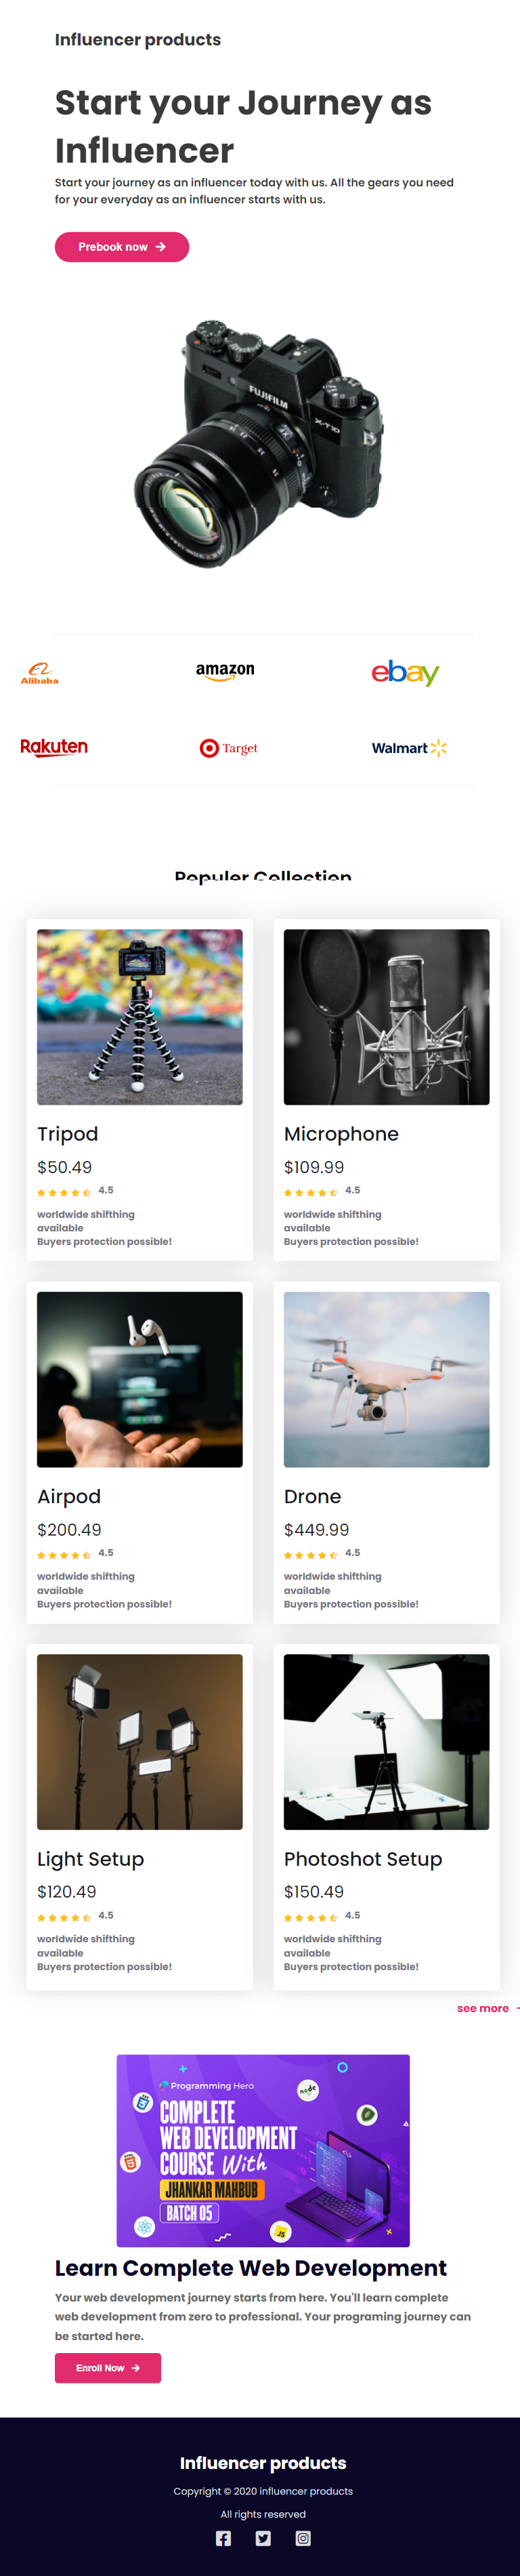 Influencer products
Start your Journey as
Influencer
Start your journey as an influencer today with us. All the gears you need
for your everyday as an influencer starts with us.
Prebook now
FUJIFILM
X-T10
Alibaba
amazon
ebay
Rakuten
Target
Walmart
Populer Collection
Tripod
$50.49
4.5
worldwide shifthing
available
Buyers protection possible!
Microphone
$109.99
4.5
worldwide shifthing
available
Buyers protection possible!
Airpod
$200.49
4.5
worldwide shifthing
available
Buyers protection possible!
Drone
$449.99
4.5
worldwide shifthing
available
Buyers protection possible!
Light Setup
$120.49
4.5
worldwide shifthing
available
Buyers protection possible!
Photoshot Setup
$150.49
4.5
worldwide shifthing
available
Buyers protection possible!
see more
Programming Hero
node
COMPLETE
WEB DEVELOPMENT
COURSE With
JHANKAR MAHBUB
BATCH 05
JS
Learn Complete Web Development
Your web development journey starts from here. You'll learn complete
web development from zero to professional. Your programing journey can
be started here.
Enroll Now
Influencer products
Copyright © 2020 influencer products
All rights reserved